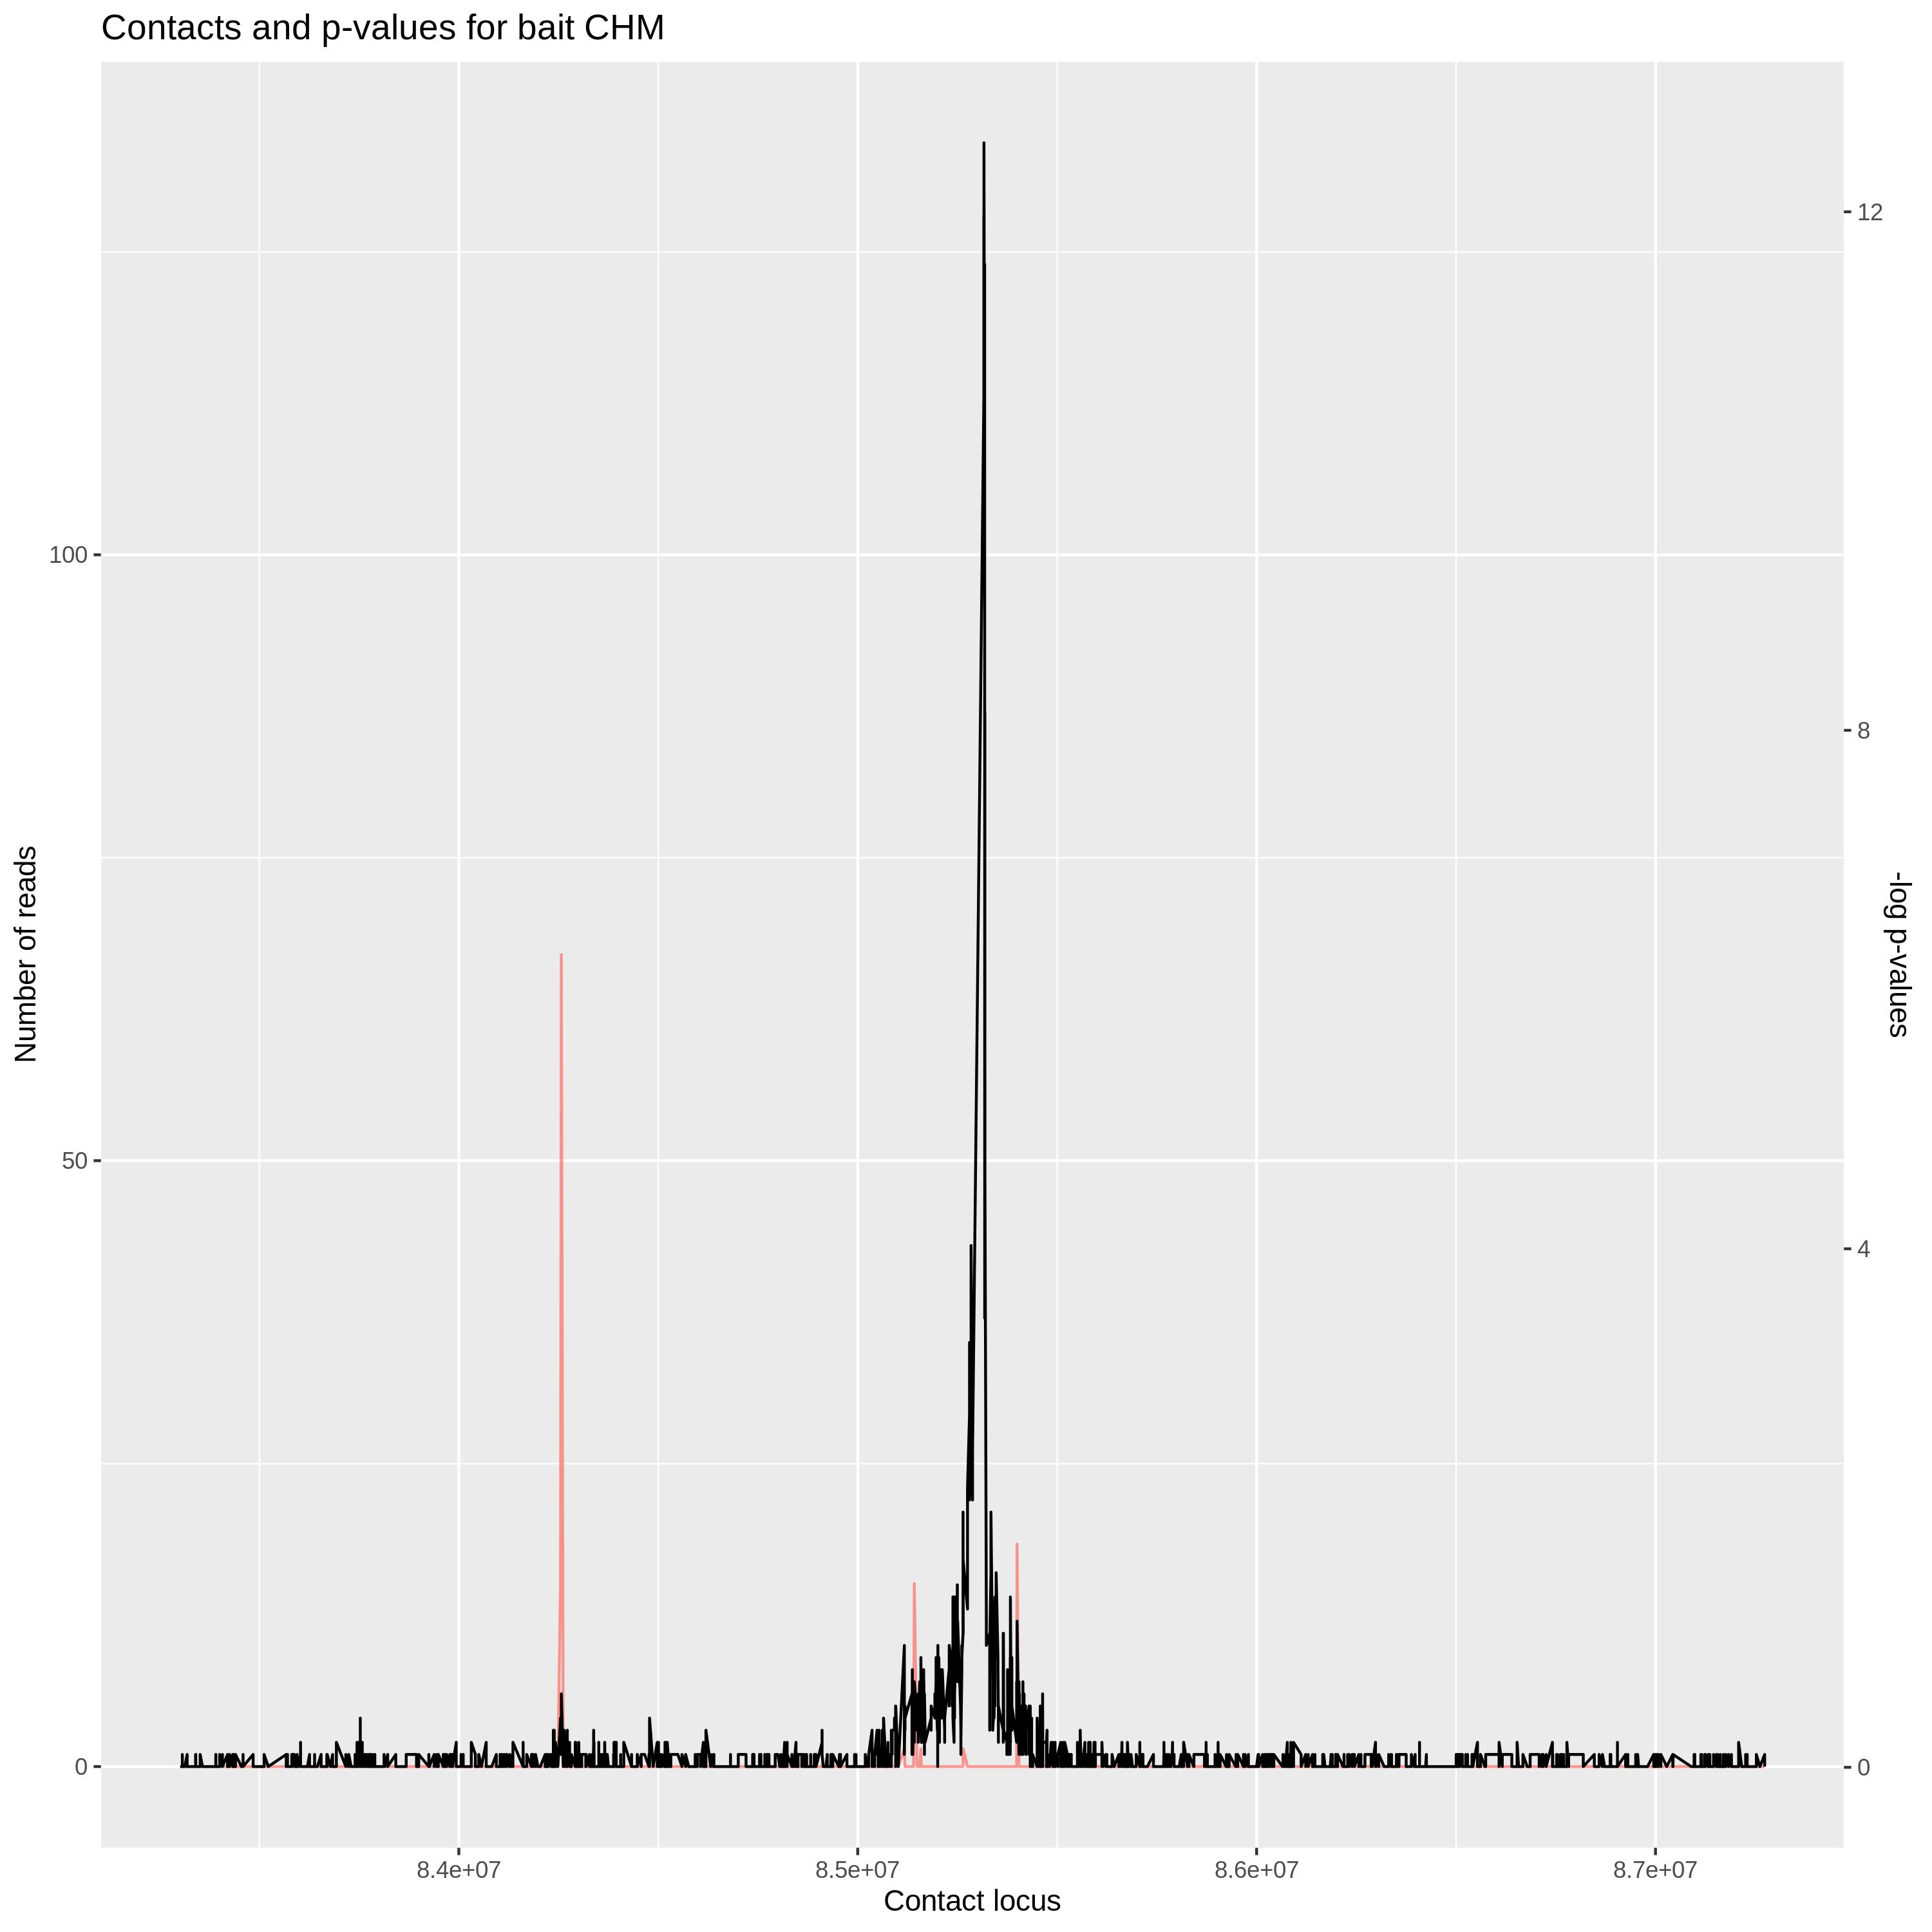 Contacts and p-values for bait CHM
Number of reads
100
50
0
12
8
4
0
-log p-values
8.4e+07
8.5e+07
8.6e+07
8.7e+07
Contact locus